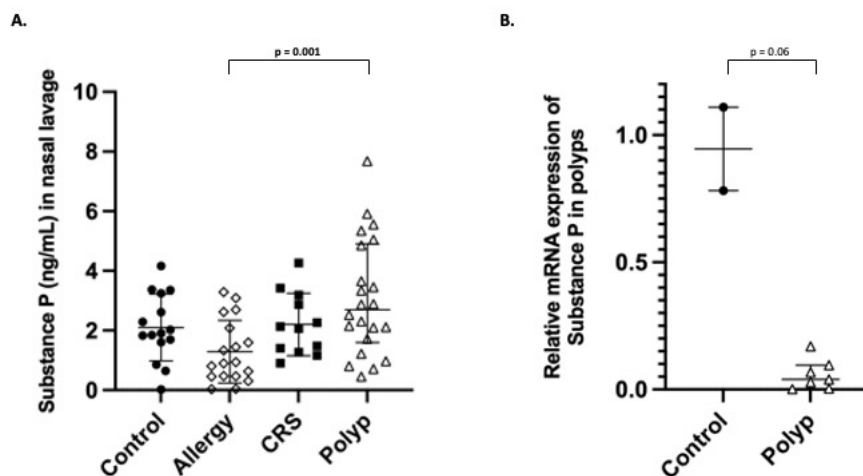 A.
B.
p = 0.001
p = 0.06
Substance P (ng/mL) in nasal lavage
10
8
6
4
2
0
Control
Allergy
CRS
Polyp
Relative mRNA expression of
Substance P in polyps
1.0
0.5
0.0
Control
Polyp